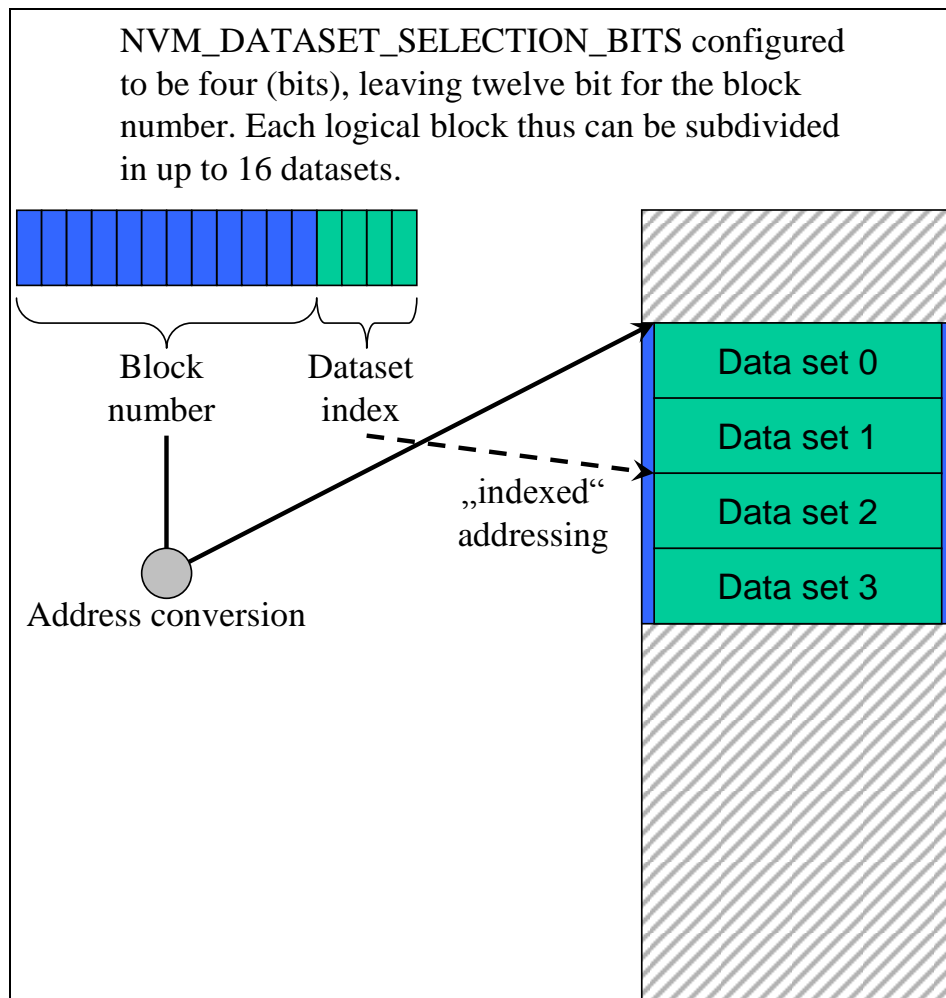 NVM_DATASET_SELECTION_BITS configured
to be four (bits), leaving twelve bit for the block
number. Each logical block thus can be subdivided
in up to 16 datasets.
Block
number
Dataset
index
Data set 0
Data set 1
„indexed“
addressing
Data set 2
Data set 3
Address conversion